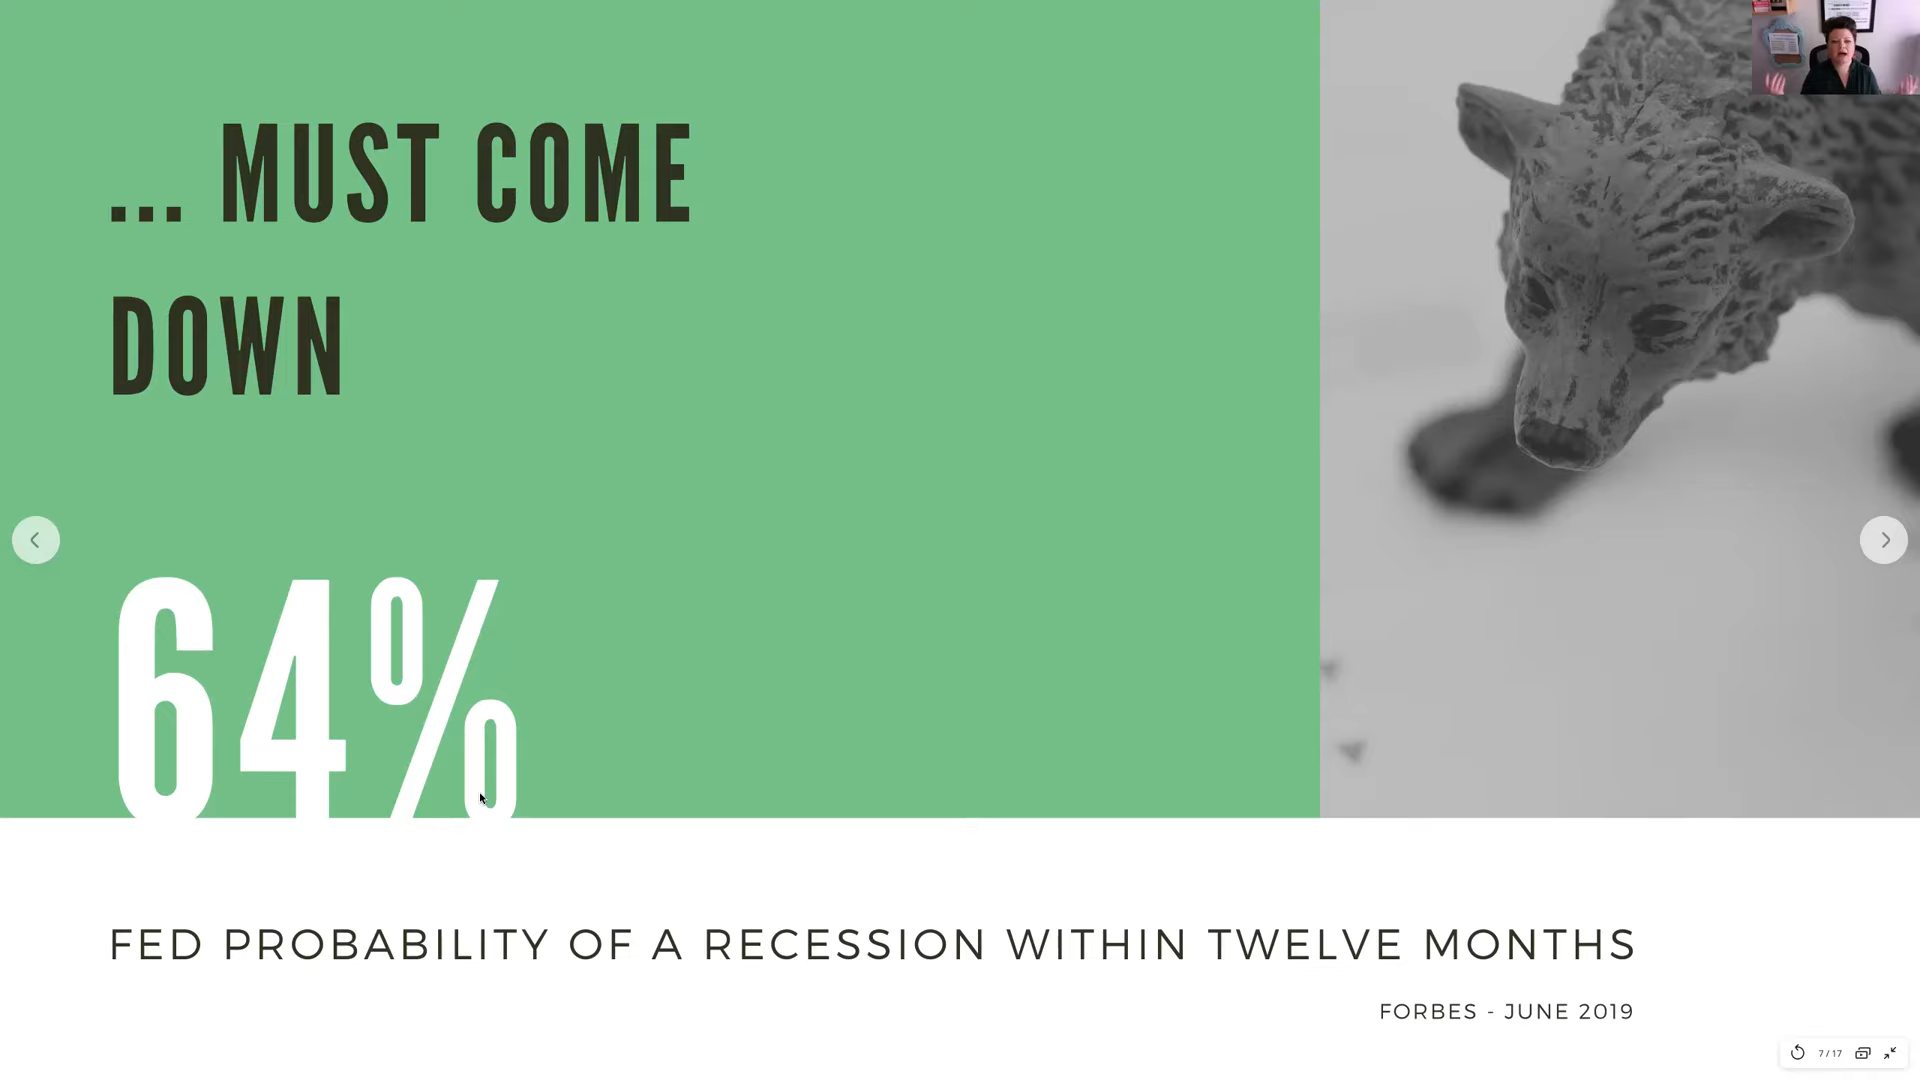 ... MUST COME
DOWN
64%
FED PROBABILITY OF A RECESSION WITHIN TWELVE MONTHS
FORBES - JUNE 2019
7 / 17